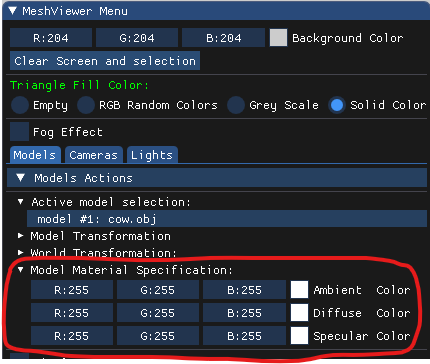 MeshViewer Menu
R:204 G:204 B:204 Background Color
Clear Screen and selection
Triangle Fill Color:
Empty RGB Random Colors Grey Scale Solid Color
Fog Effect
Models Cameras Lights
Models Actions
Active model selection:
model #1: cow.obj
Model Transformation
World Transformation:
Model Material Specification:
R:255 G:255 B:255 Ambient Color
R:255 G:255 B:255 Diffuse Color
R:255 G:255 B:255 Specular Color